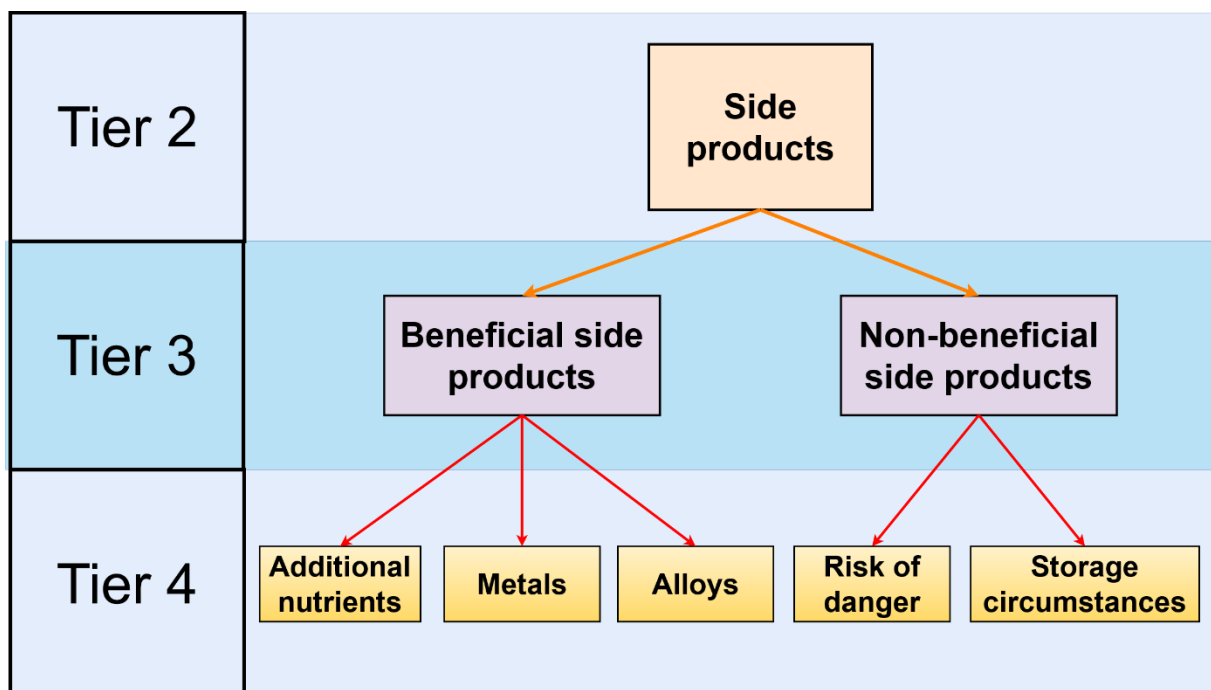 Tier 2
Side
products
Tier 3
Beneficial side
products
Non-beneficial
side products
Tier 4
Additional
nutrients
Metals
Alloys
Risk of
danger
Storage
circumstances